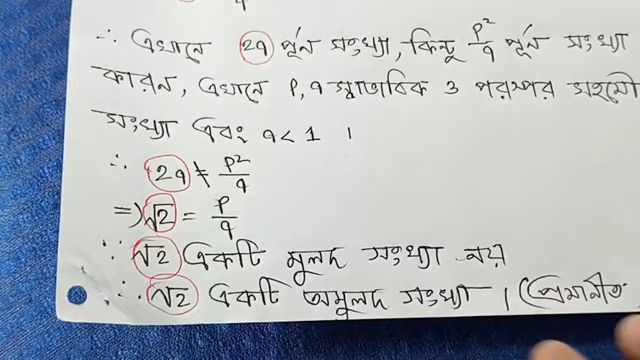 ∴ এখানে 2q পূর্ন সংখ্যা, কিন্তু p²/q পূর্ন সংখ্যা
কারন, এখানে p, q স্বাভাবিক ও পরস্পর সহমৌ
সংখ্যা এবং q < 1 ।
∴ 2q ≠ p²/q
=) √2 = p/q
∵ √2 একটি মূলদ সংখ্যা নয়
∴ √2 একটি অমূলদ সংখ্যা । (প্রমানীত